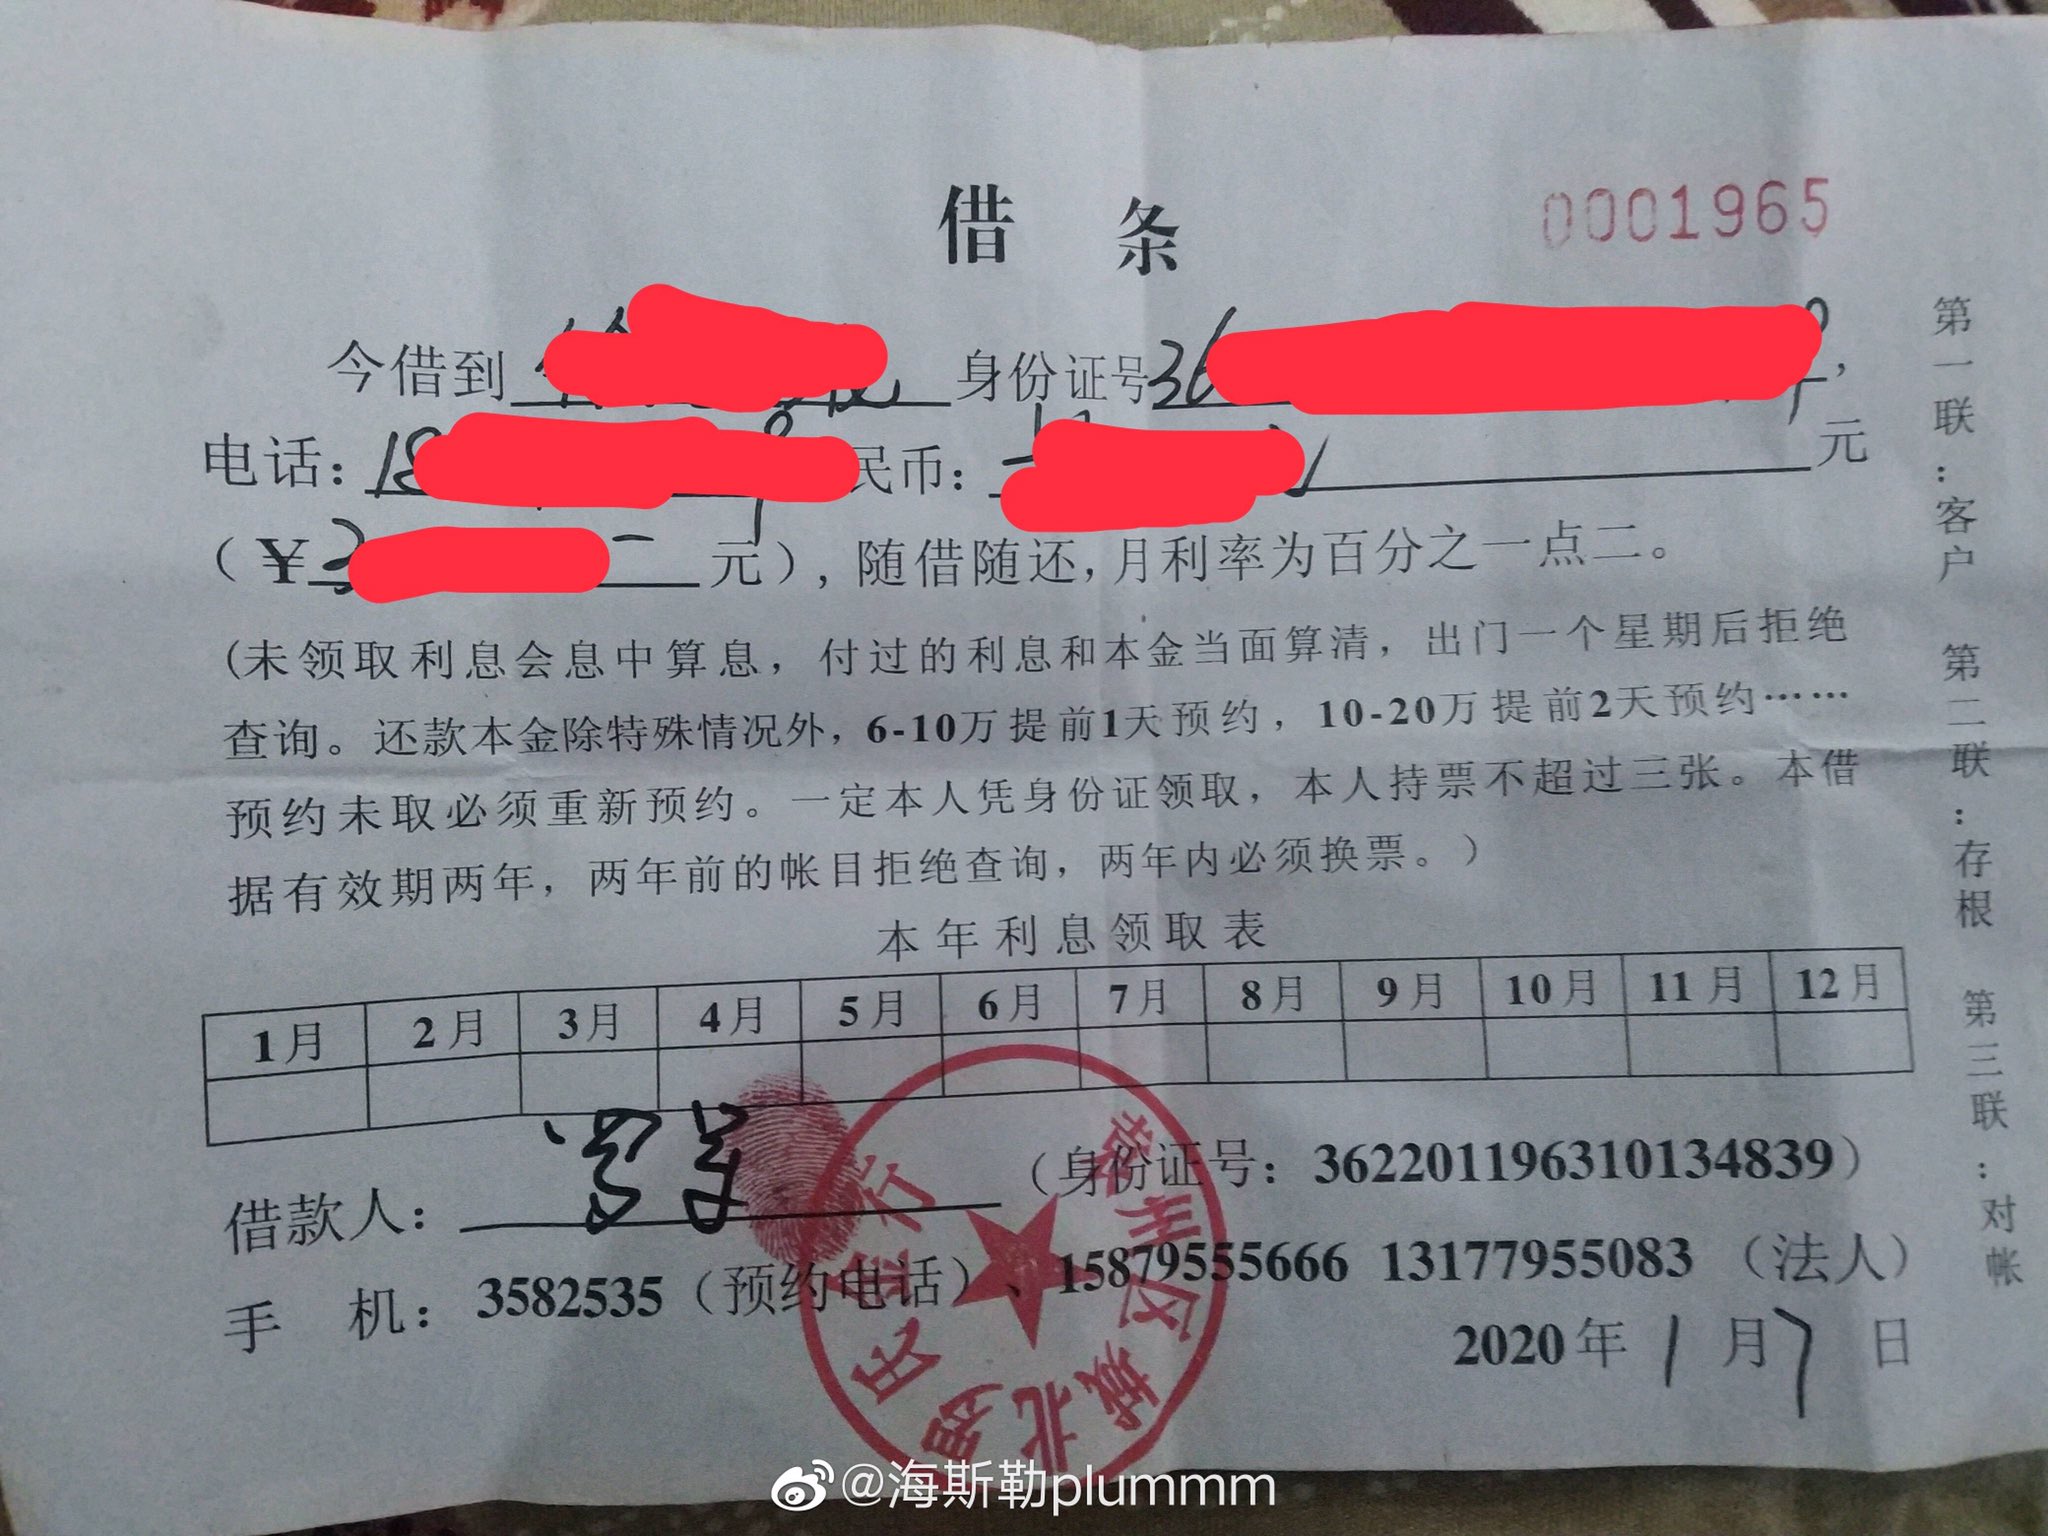 借 条
0001965
今借到 身份证号36 ,
电话: 18 民币: 元
(¥3 元), 随借随还, 月利率为百分之一点二。
(未领取利息会息中算息, 付过的利息和本金当面算清, 出门一个星期后拒绝
查询。还款本金除特殊情况外, 6-10万提前1天预约, 10-20万提前2天预约……
预约未取必须重新预约。一定本人凭身份证领取, 本人持票不超过三张。本借
据有效期两年, 两年前的帐目拒绝查询, 两年内必须换票。)
本年利息领取表
1月 2月 3月 4月 5月 6月 7月 8月 9月 10月 11月 12月
借款人: (身份证号: 362201196310134839)
手 机: 3582535 (预约电话)、15879555666 13177955083 (法人)
2020年1月7日
第一联:客户 第二联:存根 第三联:对帐
州区城北
@海斯勒plummm